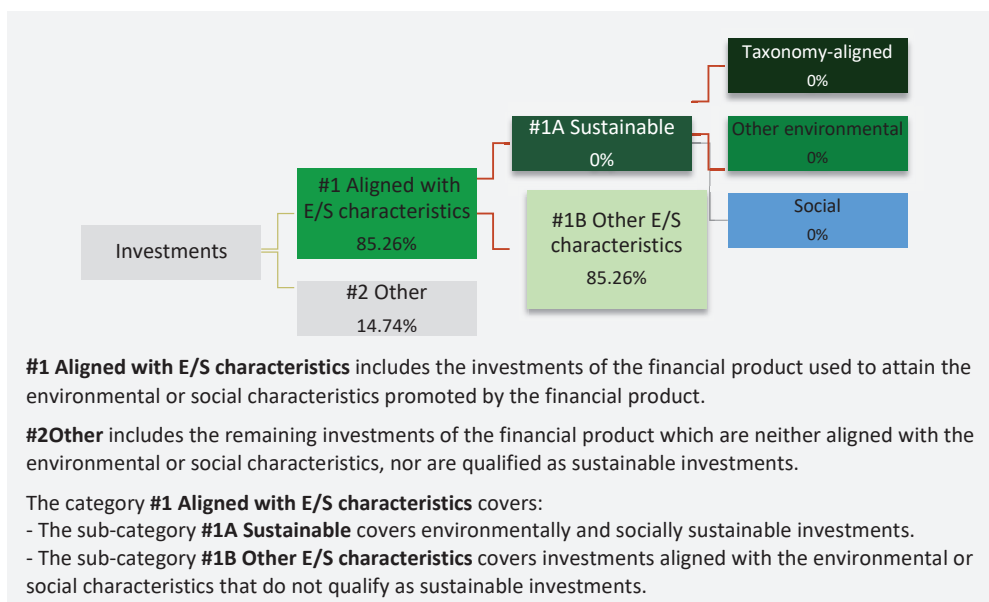 Taxonomy-aligned
0%
#1A Sustainable
0%
Other environmental
0%
#1 Aligned with
E/S characteristics
85.26%
#1B Other E/S
characteristics
85.26%
Social
0%
Investments
#2 Other
14.74%
#1 Aligned with E/S characteristics includes the investments of the financial product used to attain the
environmental or social characteristics promoted by the financial product.
#2Other includes the remaining investments of the financial product which are neither aligned with the
environmental or social characteristics, nor are qualified as sustainable investments.
The category #1 Aligned with E/S characteristics covers:
- The sub-category #1A Sustainable covers environmentally and socially sustainable investments.
- The sub-category #1B Other E/S characteristics covers investments aligned with the environmental or
social characteristics that do not qualify as sustainable investments.